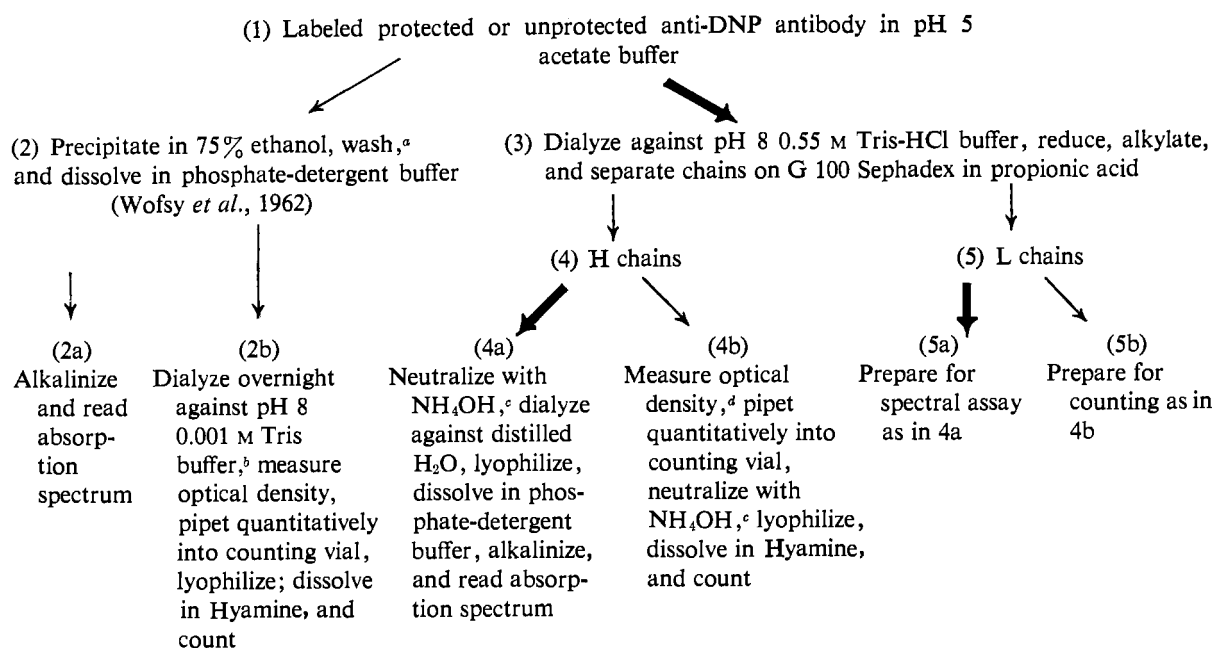 (1) Labeled protected or unprotected anti-DNP antibody in pH 5
acetate buffer
(2) Precipitate in 75% ethanol, wash,ᵃ
and dissolve in phosphate-detergent buffer
(Wofsy et al., 1962)
(3) Dialyze against pH 8 0.55 M Tris-HCl buffer, reduce, alkylate,
and separate chains on G 100 Sephadex in propionic acid
(4) H chains
(5) L chains
(2a)
Alkalinize
and read
absorp-
tion
spectrum
(2b)
Dialyze overnight
against pH 8
0.001 M Tris
buffer,ᵇ measure
optical density,
pipet quantitatively
into counting vial,
lyophilize; dissolve
in Hyamine, and
count
(4a)
Neutralize with
NH₄OH,ᶜ dialyze
against distilled
H₂O, lyophilize,
dissolve in phos-
phate-detergent
buffer, alkalinize,
and read absorp-
tion spectrum
(4b)
Measure optical
density,ᵈ pipet
quantitatively into
counting vial,
neutralize with
NH₄OH,ᶜ lyophilize,
dissolve in Hyamine,
and count
(5a)
Prepare for
spectral assay
as in 4a
(5b)
Prepare for
counting as in
4b